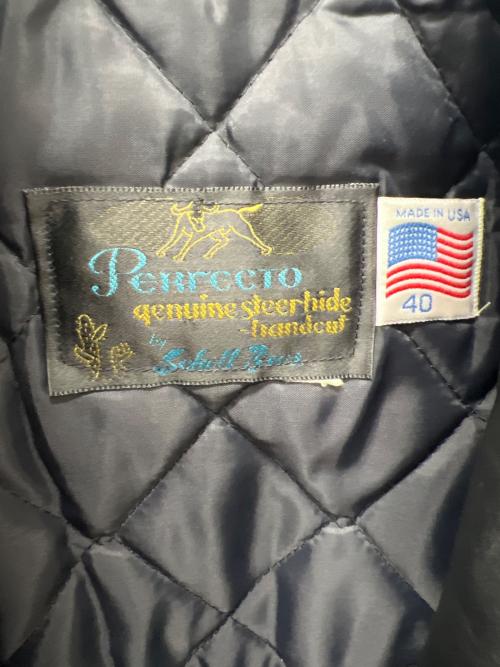 Perfecto
genuine steerhide
-handcut
by
Schott Bros.
MADE IN USA
40